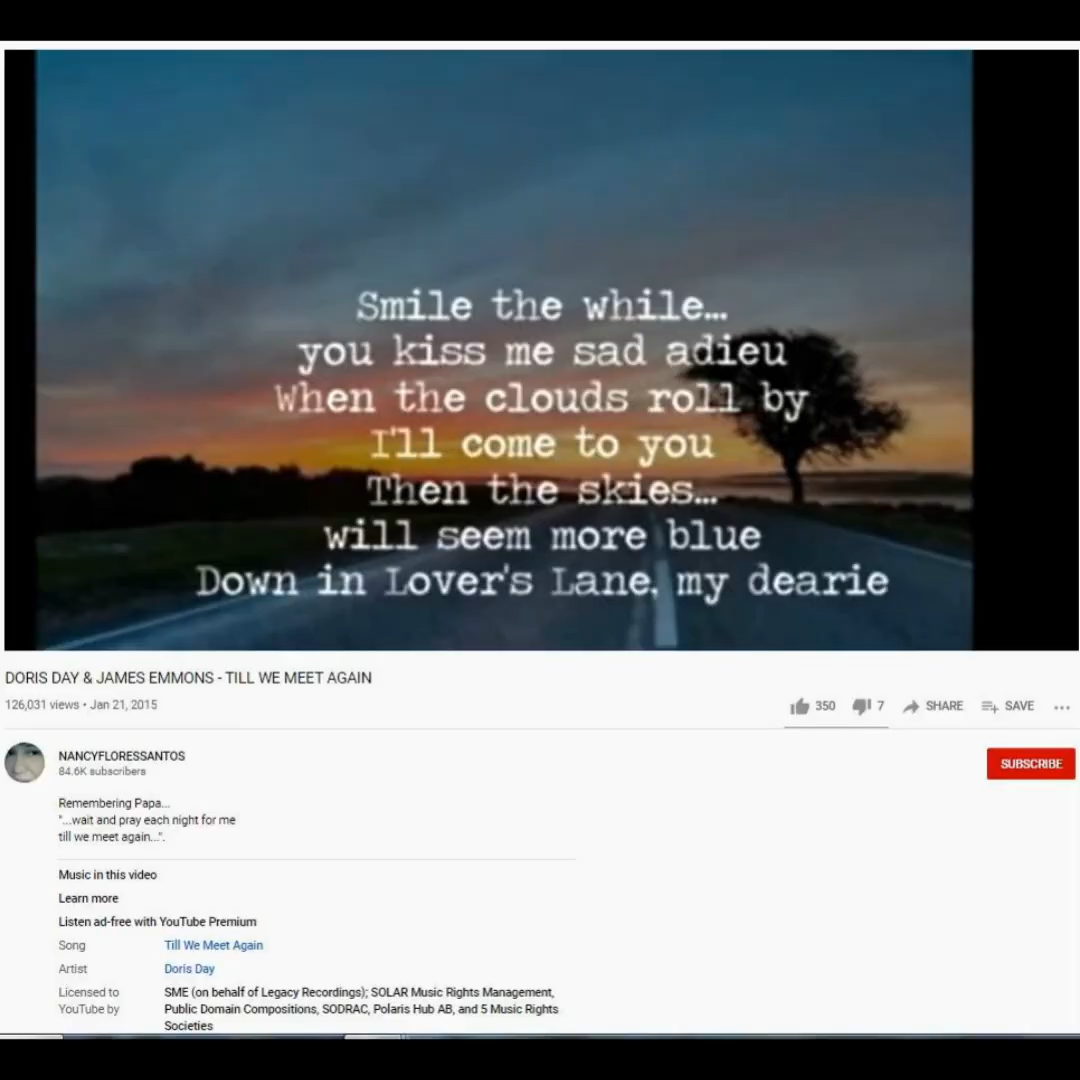 Smile the while...
you kiss me sad adieu
When the clouds roll by
I'll come to you
Then the skies...
will seem more blue
Down in Lover's Lane, my dearie
DORIS DAY & JAMES EMMONS - TILL WE MEET AGAIN
126,031 views • Jan 21, 2015
350 7 SHARE SAVE ...
NANCYFLORESSANTOS
84.6K subscribers
SUBSCRIBE
Remembering Papa...
"...wait and pray each night for me
till we meet again...".
Music in this video
Learn more
Listen ad-free with YouTube Premium
Song Till We Meet Again
Artist Doris Day
Licensed to YouTube by SME (on behalf of Legacy Recordings); SOLAR Music Rights Management,
Public Domain Compositions, SODRAC, Polaris Hub AB, and 5 Music Rights
Societies